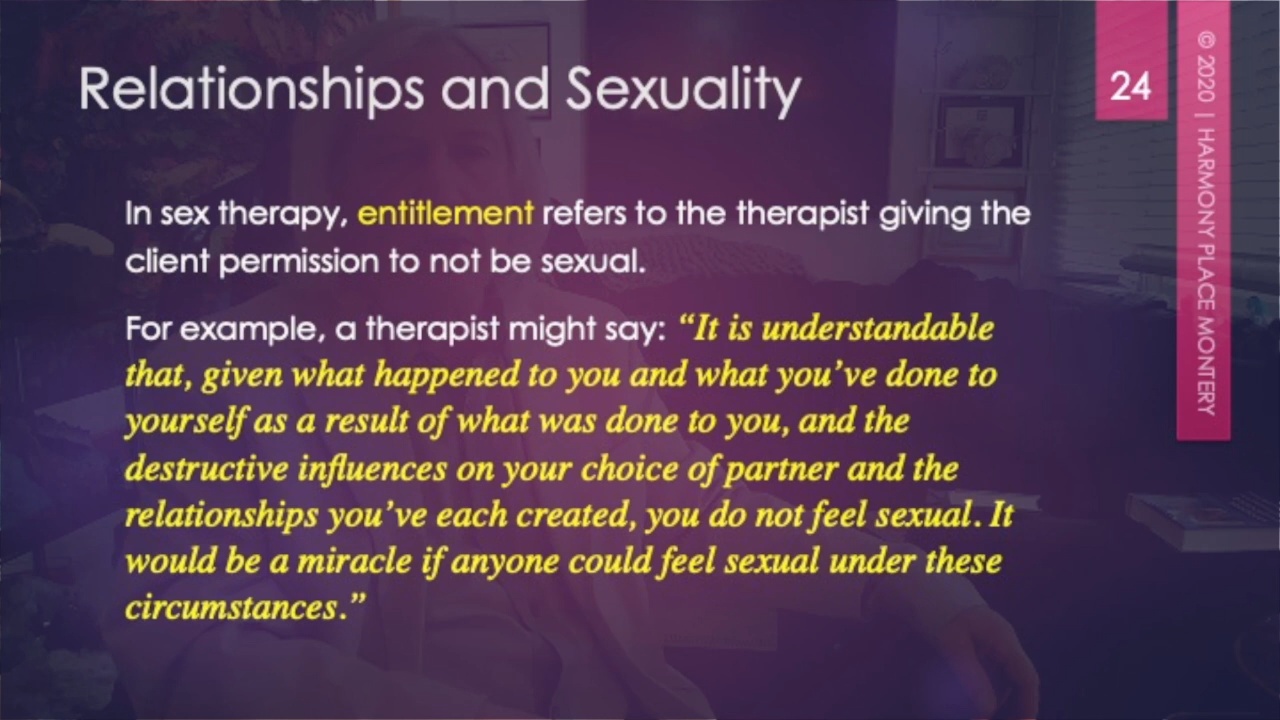 Relationships and Sexuality
24
© 2020 | HARMONY PLACE MONTERY
In sex therapy, entitlement refers to the therapist giving the
client permission to not be sexual.
For example, a therapist might say: “It is understandable
that, given what happened to you and what you’ve done to
yourself as a result of what was done to you, and the
destructive influences on your choice of partner and the
relationships you’ve each created, you do not feel sexual. It
would be a miracle if anyone could feel sexual under these
circumstances.”